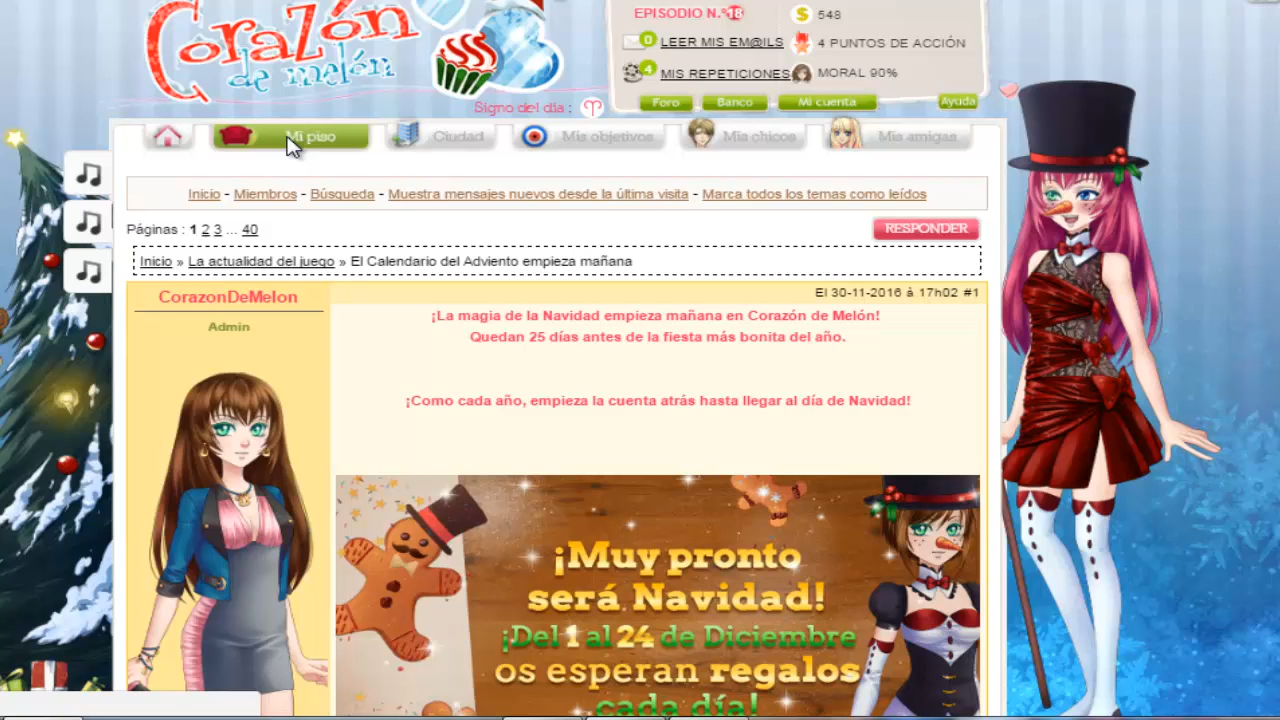 Corazón
de melón
EPISODIO N.º18
548
0 LEER MIS EM@ILS
4 PUNTOS DE ACCIÓN
4 MIS REPETICIONES
MORAL 90%
Signo del día :
Foro Banco Mi cuenta Ayuda
Mi piso Ciudad Mis objetivos Mis chicos Mis amigas
Inicio - Miembros - Búsqueda - Muestra mensajes nuevos desde la última visita - Marca todos los temas como leídos
Páginas : 1 2 3 ... 40
RESPONDER
Inicio » La actualidad del juego » El Calendario del Adviento empieza mañana
CorazonDeMelon
Admin
El 30-11-2016 à 17h02 #1
¡La magia de la Navidad empieza mañana en Corazón de Melón!
Quedan 25 días antes de la fiesta más bonita del año.
¡Como cada año, empieza la cuenta atrás hasta llegar al día de Navidad!
¡Muy pronto
será Navidad!
¡Del 1 al 24 de Diciembre
os esperan regalos
cada día!